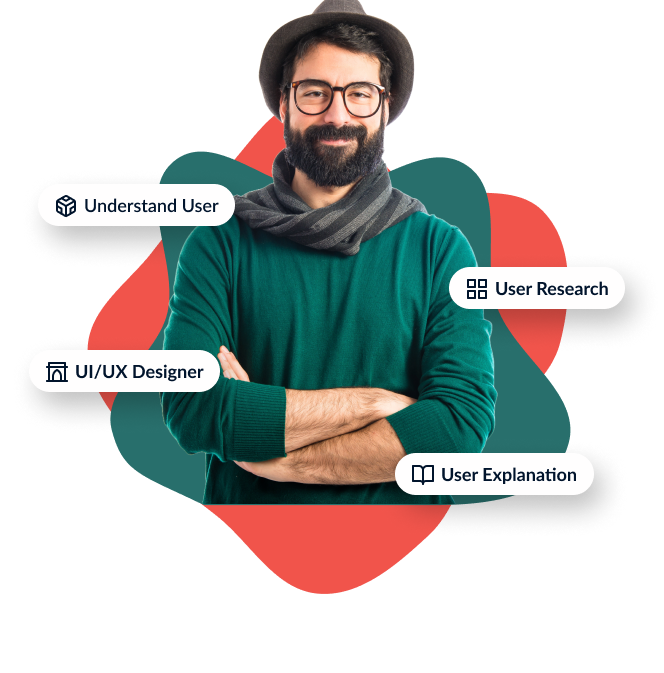 Understand User
User Research
UI/UX Designer
User Explanation